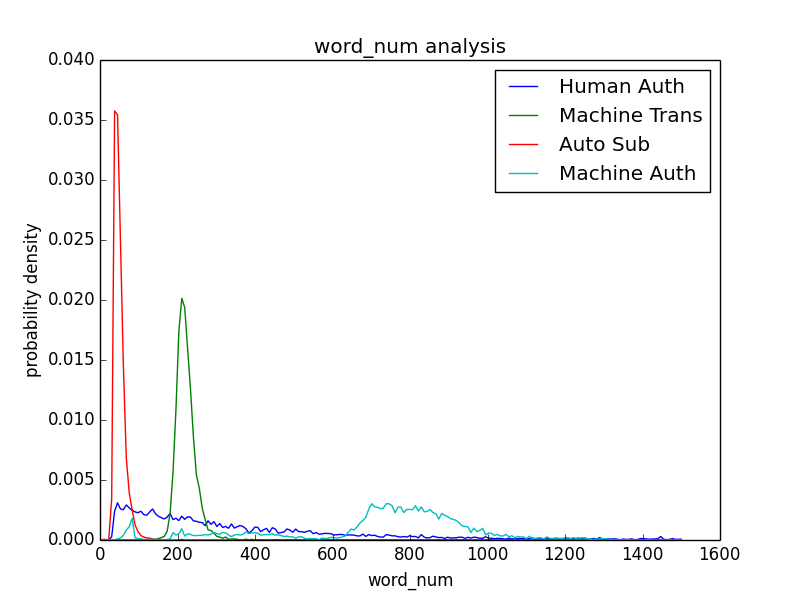 word_num analysis
0.040
0.035
0.030
0.025
0.020
0.015
0.010
0.005
0.000
probability density
Human Auth
Machine Trans
Auto Sub
Machine Auth
0 200 400 600 800 1000 1200 1400 1600
word_num